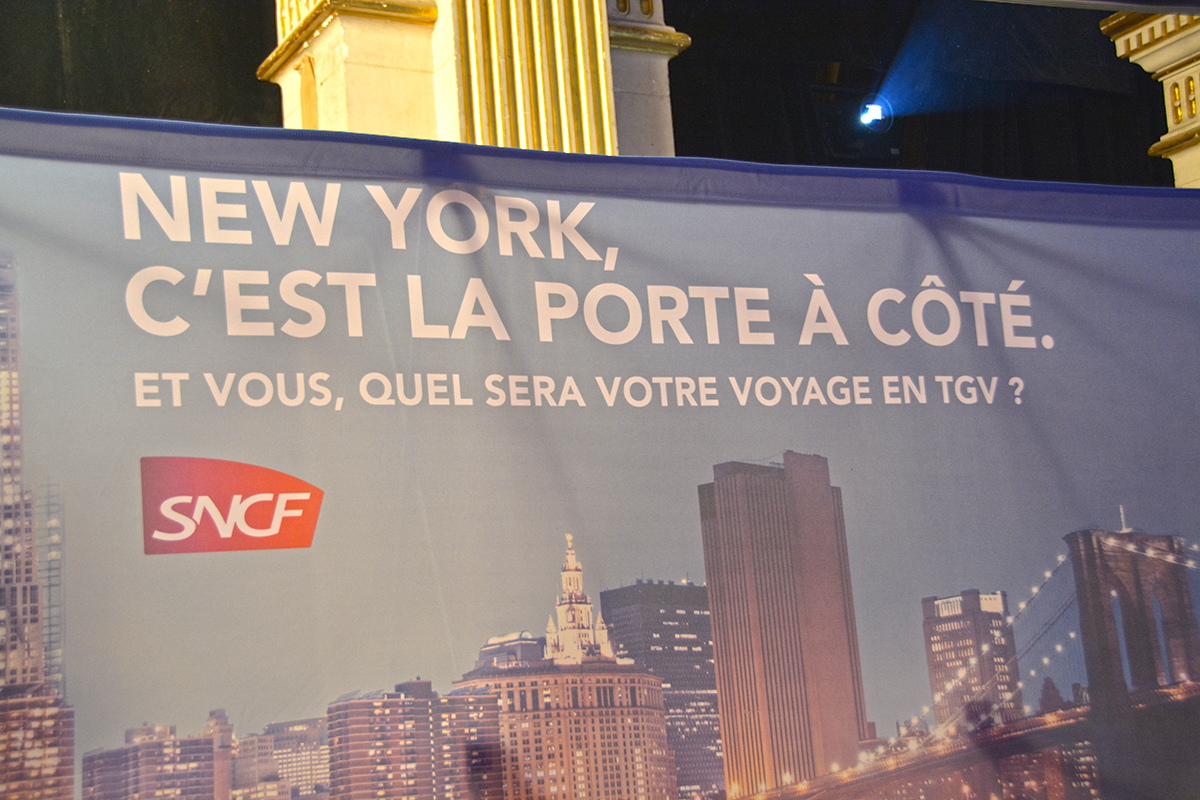 NEW YORK,
C'EST LA PORTE À CÔTÉ.
ET VOUS, QUEL SERA VOTRE VOYAGE EN TGV ?
SNCF